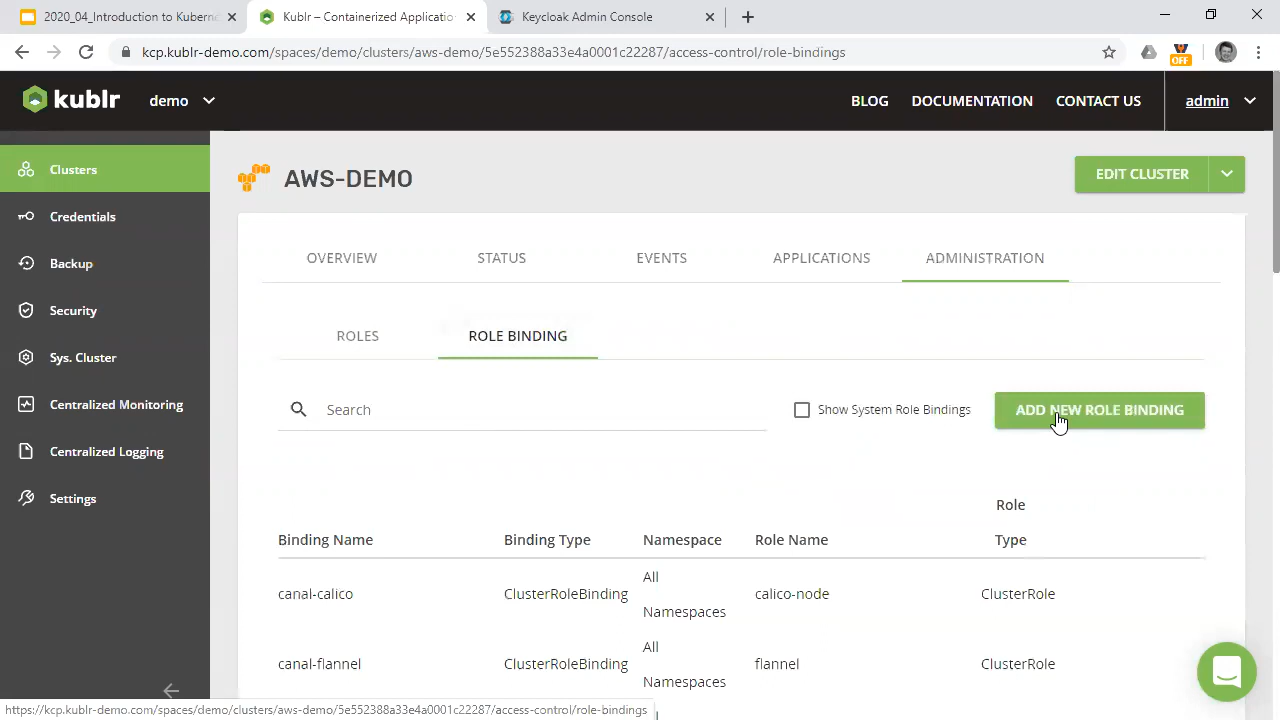 2020_04_Introduction to Kuberne
Kublr – Containerized Applicatio
Keycloak Admin Console
kcp.kublr-demo.com/spaces/demo/clusters/aws-demo/5e552388a33e4a0001c22287/access-control/role-bindings
OFF
kublr
demo
BLOG
DOCUMENTATION
CONTACT US
admin
Clusters
Credentials
Backup
Security
Sys. Cluster
Centralized Monitoring
Centralized Logging
Settings
AWS-DEMO
EDIT CLUSTER
OVERVIEW
STATUS
EVENTS
APPLICATIONS
ADMINISTRATION
ROLES
ROLE BINDING
Search
Show System Role Bindings
ADD NEW ROLE BINDING
Binding Name
Binding Type
Namespace
Role Name
Role
Type
canal-calico
ClusterRoleBinding
All
Namespaces
calico-node
ClusterRole
canal-flannel
ClusterRoleBinding
All
Namespaces
flannel
ClusterRole
https://kcp.kublr-demo.com/spaces/demo/clusters/aws-demo/5e552388a33e4a0001c22287/access-control/role-bindings